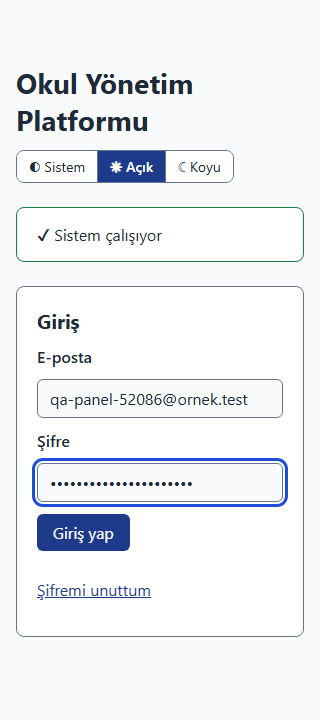 Okul Yönetim
Platformu
Sistem
Açık
Koyu
✓ Sistem çalışıyor
Giriş
E-posta
qa-panel-52086@ornek.test
Şifre
••••••••••••••••••••••
Giriş yap
Şifremi unuttum